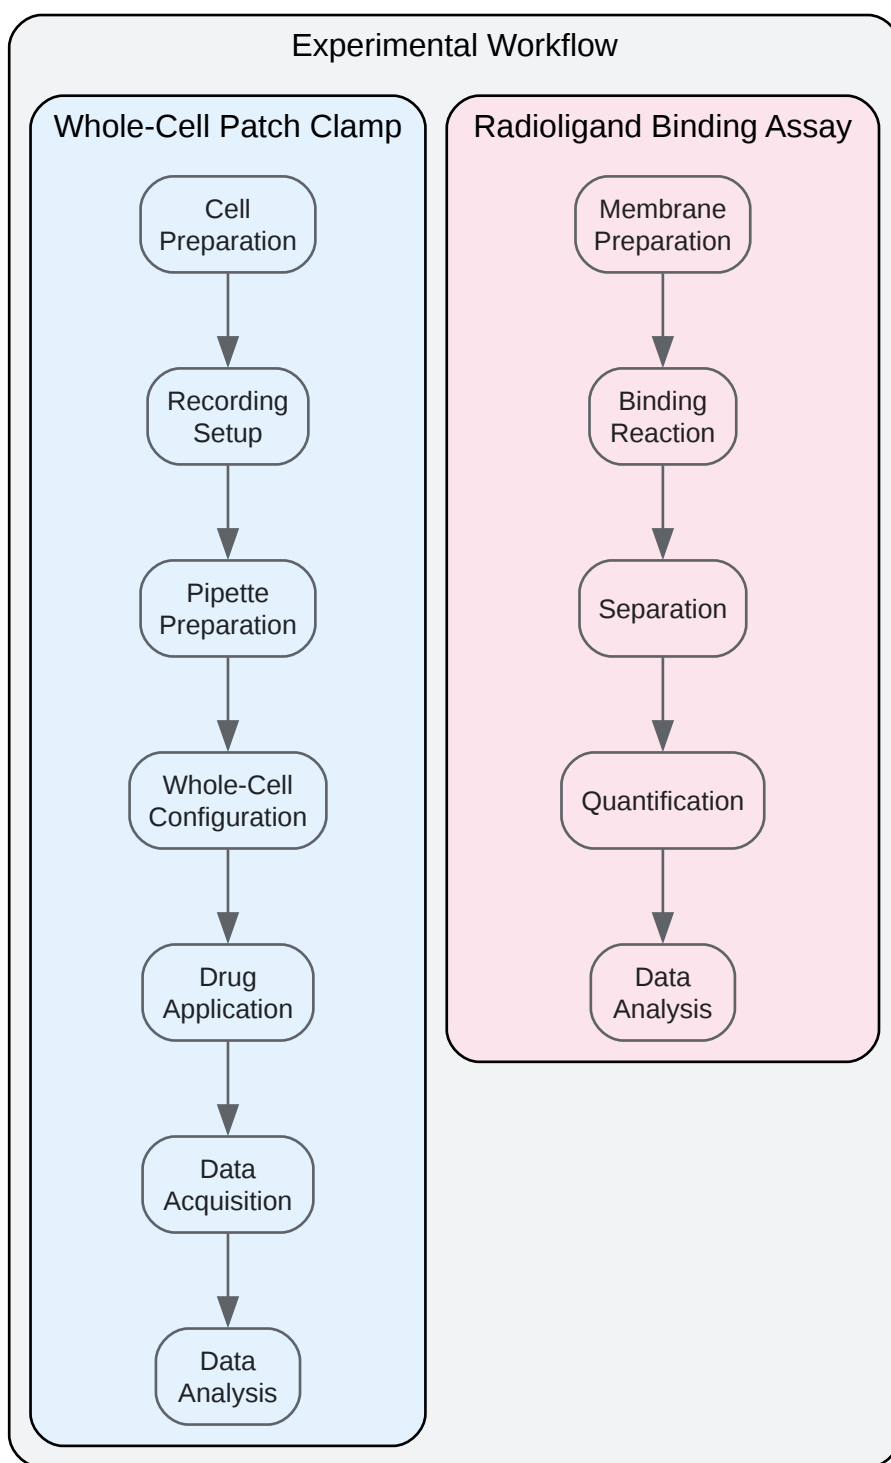 Experimental Workflow
Whole-Cell Patch Clamp
Cell
Preparation
Recording
Setup
Pipette
Preparation
Whole-Cell
Configuration
Drug
Application
Data
Acquisition
Data
Analysis
Radioligand Binding Assay
Membrane
Preparation
Binding
Reaction
Separation
Quantification
Data
Analysis